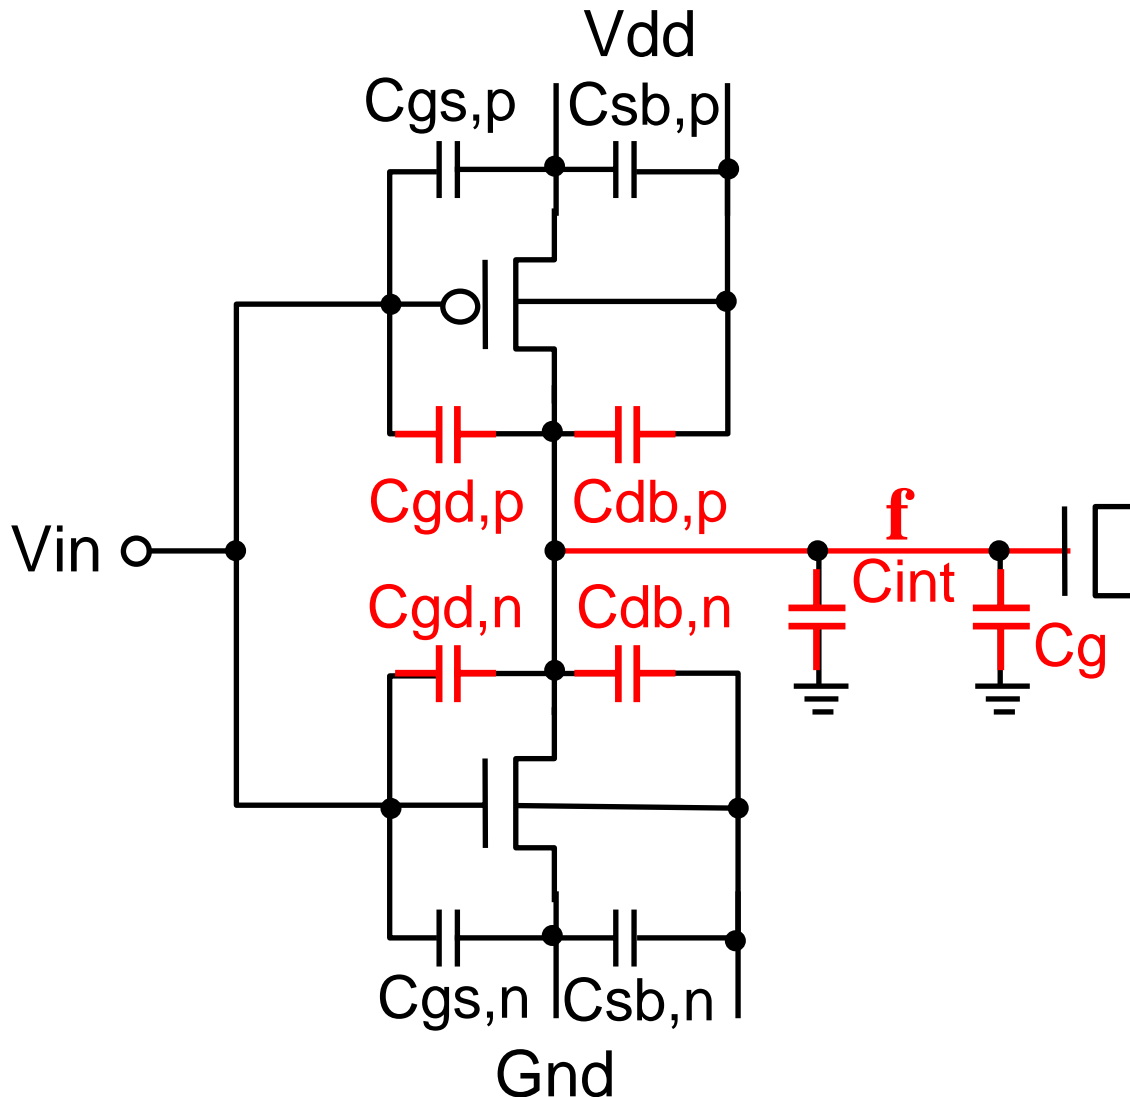 Vdd
Cgs,p
Csb,p
Cgd,p
Cdb,p
f
Vin
Cint
Cgd,n
Cdb,n
Cg
Cgs,n
Csb,n
Gnd